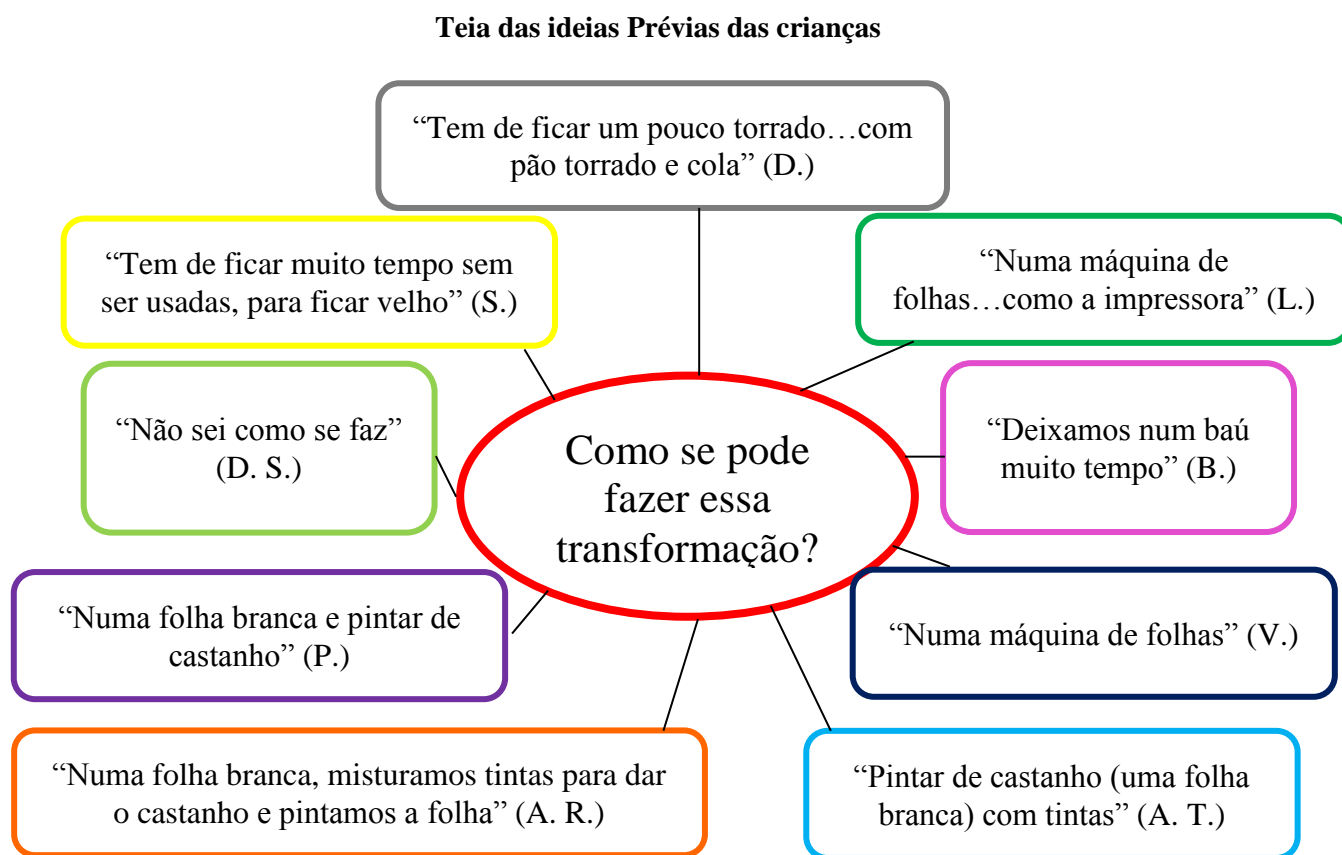 Teia das ideias Prévias das crianças
“Tem de ficar um pouco torrado…com
pão torrado e cola” (D.)
“Tem de ficar muito tempo sem
ser usadas, para ficar velho” (S.)
“Numa máquina de
folhas…como a impressora” (L.)
“Não sei como se faz”
(D. S.)
Como se pode
fazer essa
transformação?
“Deixamos num baú
muito tempo” (B.)
“Numa folha branca e pintar de
castanho” (P.)
“Numa máquina de folhas” (V.)
“Numa folha branca, misturamos tintas para dar
o castanho e pintamos a folha” (A. R.)
“Pintar de castanho (uma folha
branca) com tintas” (A. T.)